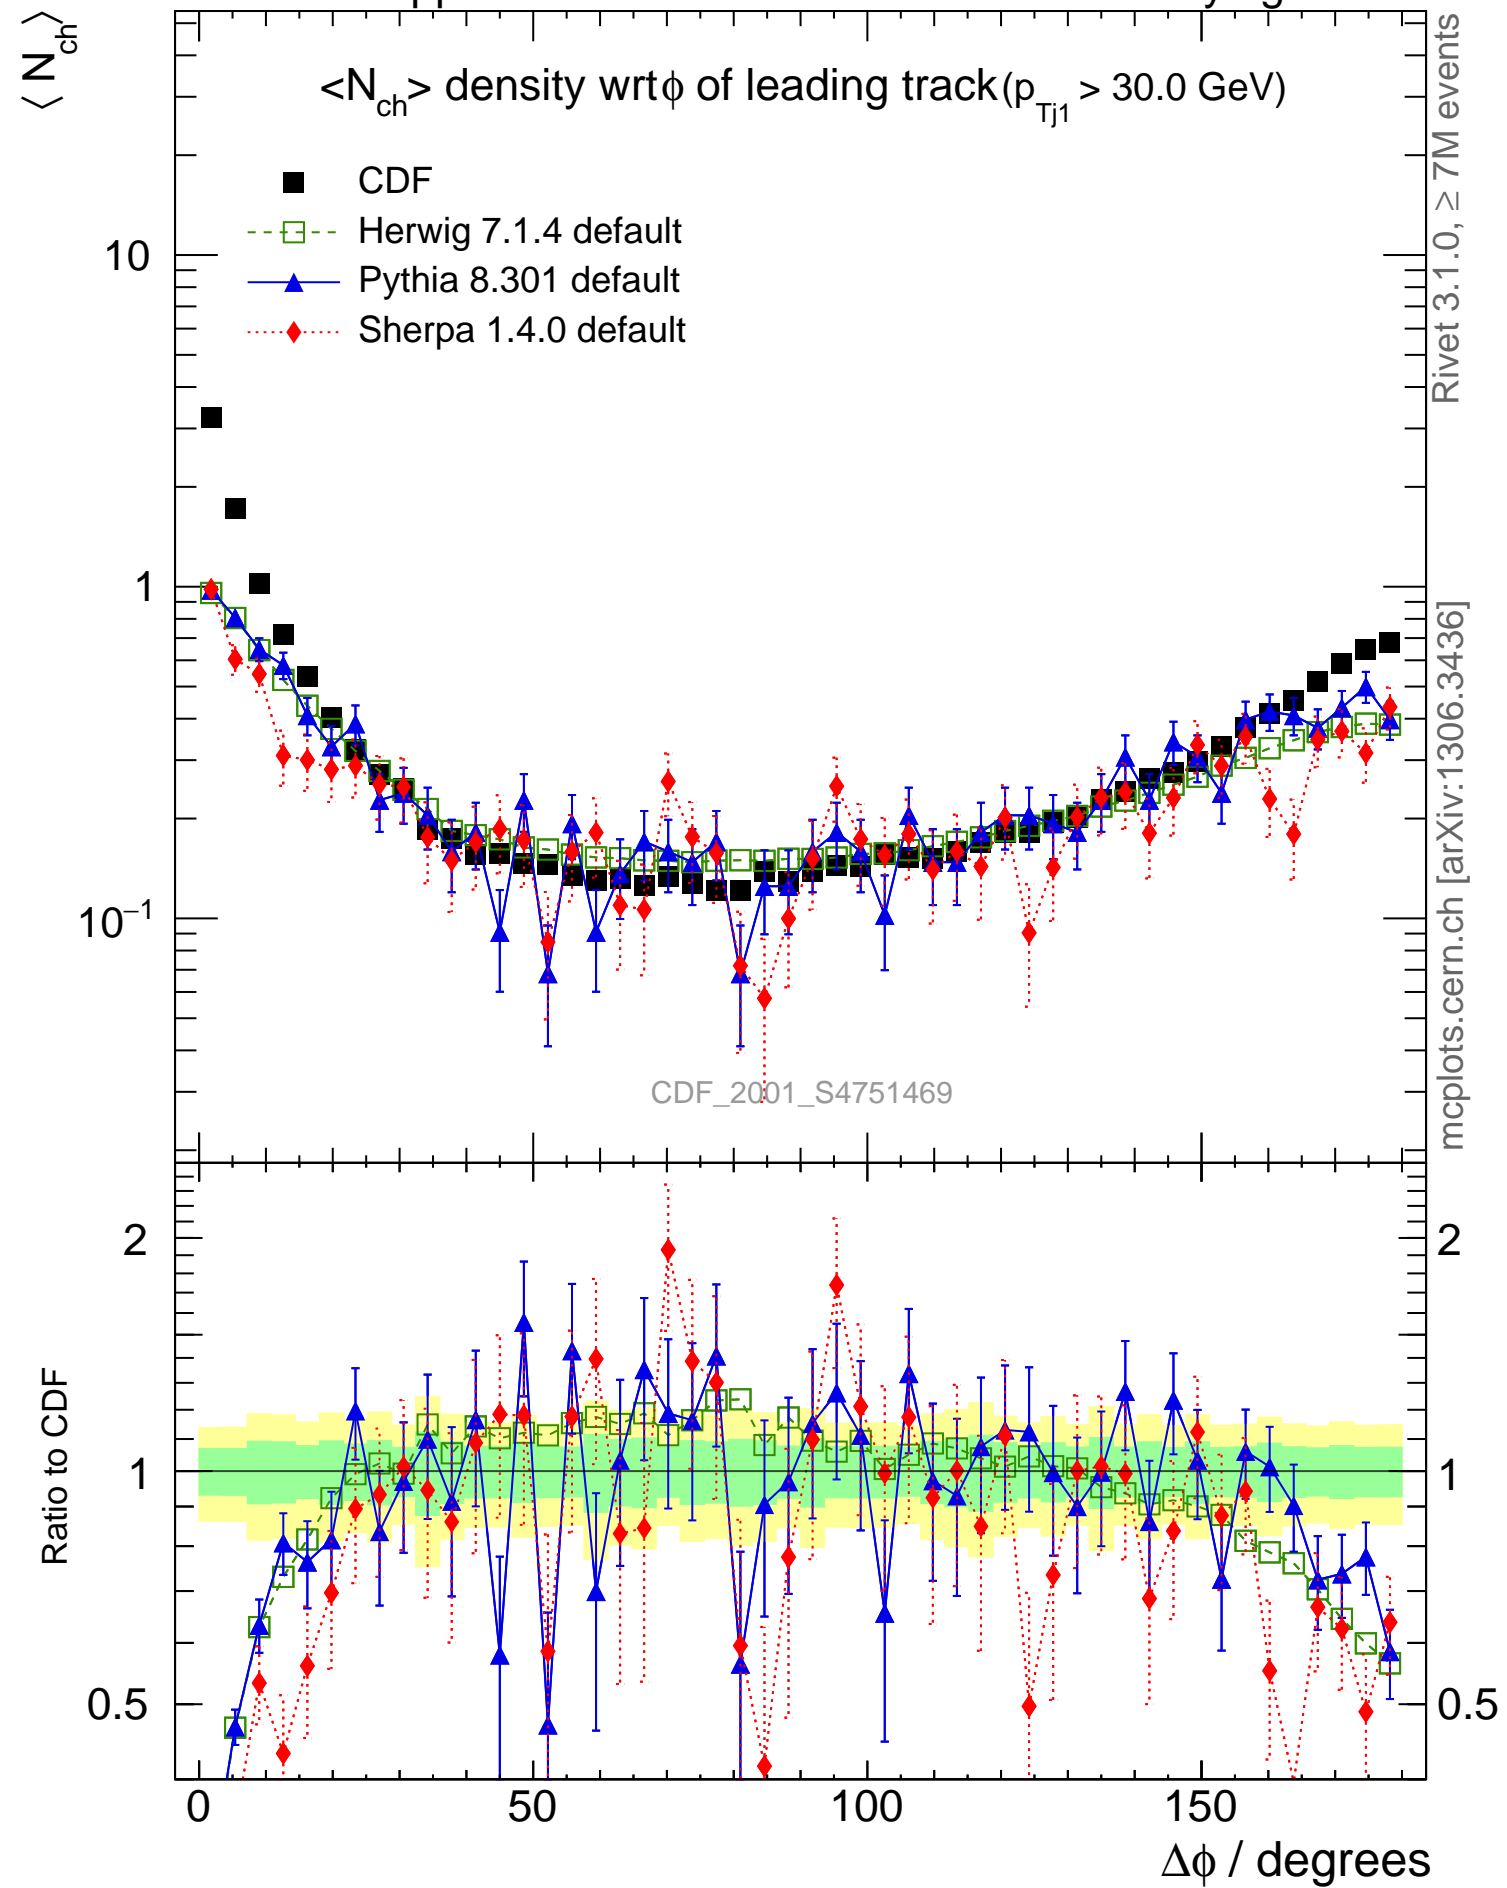 ⟨ N_ch ⟩
<N_ch> density wrtϕ of leading track(p_Tj1 > 30.0 GeV)
CDF
Herwig 7.1.4 default
Pythia 8.301 default
Sherpa 1.4.0 default
10
1
10^−1
CDF_2001_S4751469
Rivet 3.1.0, ≥ 7M events
mcplots.cern.ch [arXiv:1306.3436]
Ratio to CDF
2
1
0.5
2
1
0.5
0 50 100 150
Δϕ / degrees